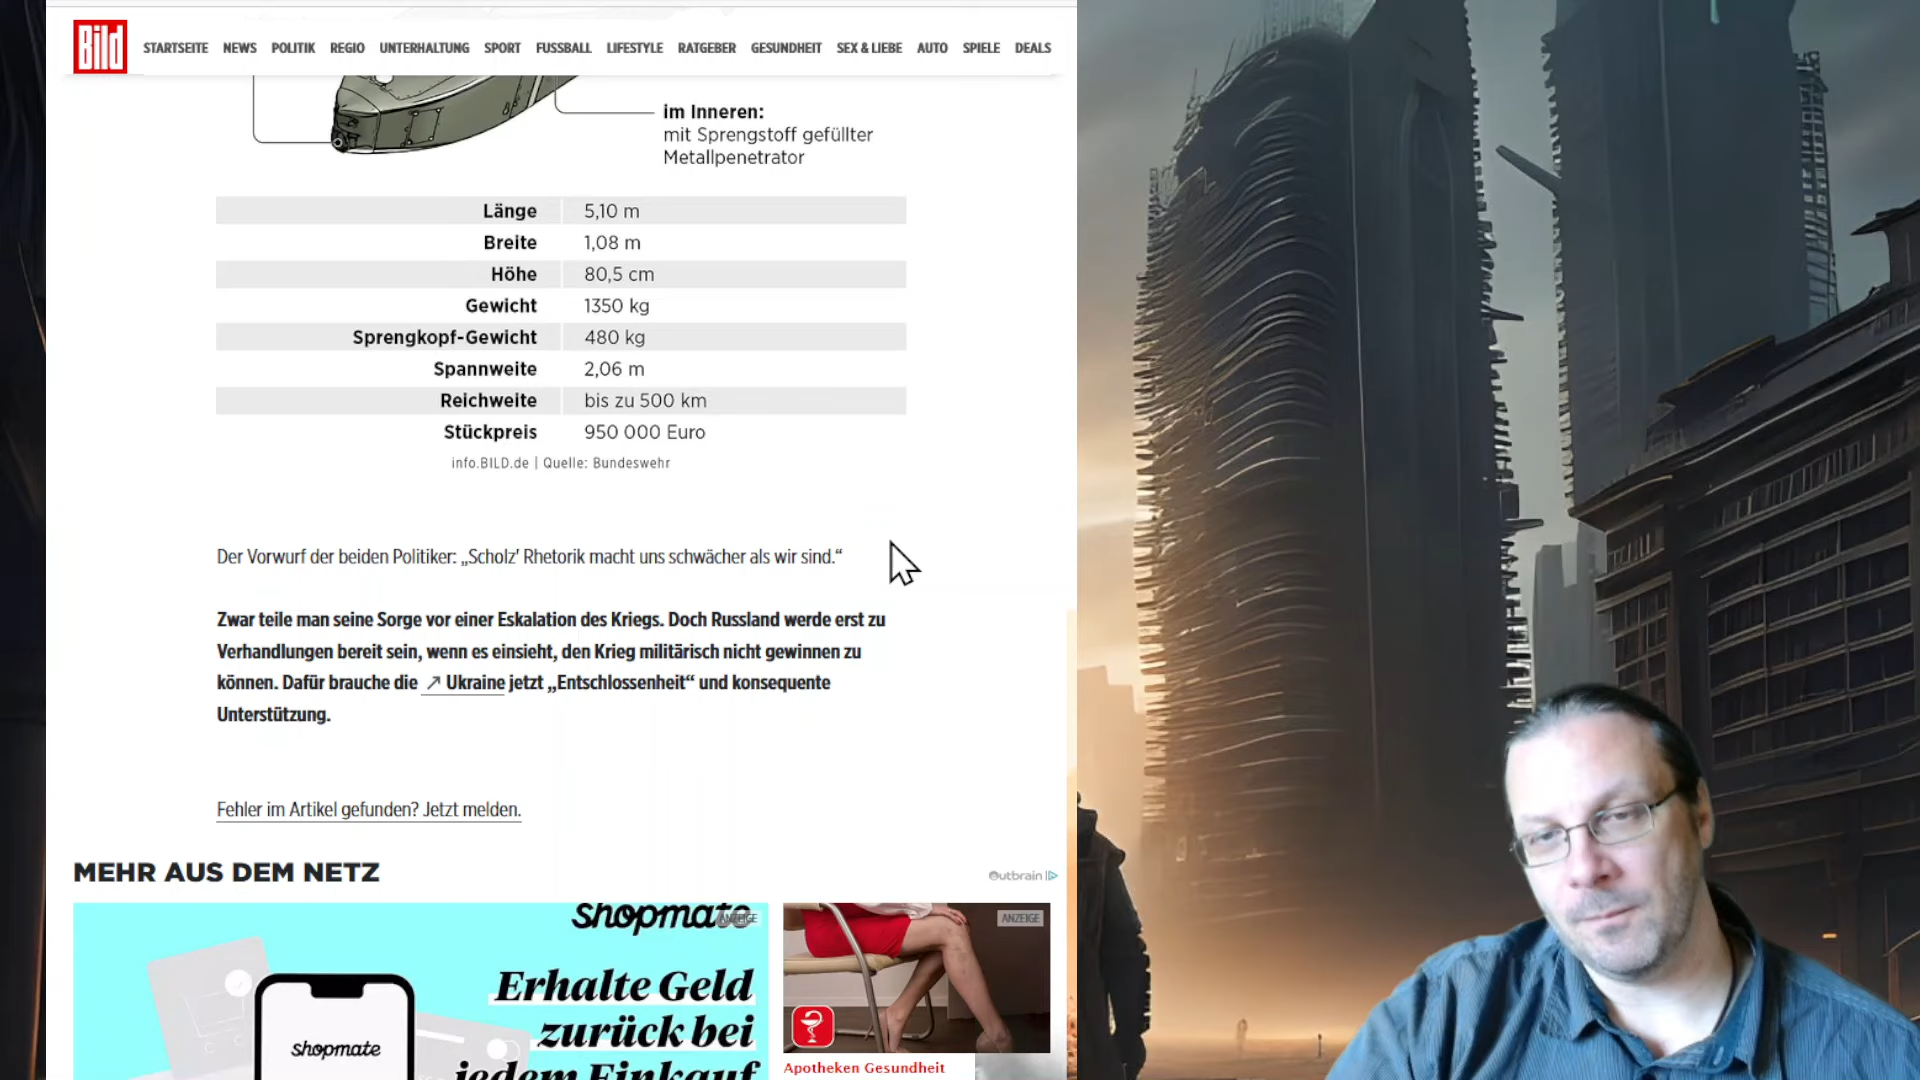 Bild
STARTSEITE NEWS POLITIK REGIO UNTERHALTUNG SPORT FUSSBALL LIFESTYLE RATGEBER GESUNDHEIT SEX & LIEBE AUTO SPIELE DEALS
im Inneren:
mit Sprengstoff gefüllter
Metallpenetrator
Länge 5,10 m
Breite 1,08 m
Höhe 80,5 cm
Gewicht 1350 kg
Sprengkopf-Gewicht 480 kg
Spannweite 2,06 m
Reichweite bis zu 500 km
Stückpreis 950 000 Euro
info.BILD.de | Quelle: Bundeswehr
Der Vorwurf der beiden Politiker: „Scholz' Rhetorik macht uns schwächer als wir sind.“
Zwar teile man seine Sorge vor einer Eskalation des Kriegs. Doch Russland werde erst zu
Verhandlungen bereit sein, wenn es einsieht, den Krieg militärisch nicht gewinnen zu
können. Dafür brauche die ↗ Ukraine jetzt „Entschlossenheit“ und konsequente
Unterstützung.
Fehler im Artikel gefunden? Jetzt melden.
MEHR AUS DEM NETZ
Outbrain
shopmate
ANZEIGE
Erhalte Geld
zurück bei
jedem Einkauf
shopmate
ANZEIGE
Apotheken Gesundheit